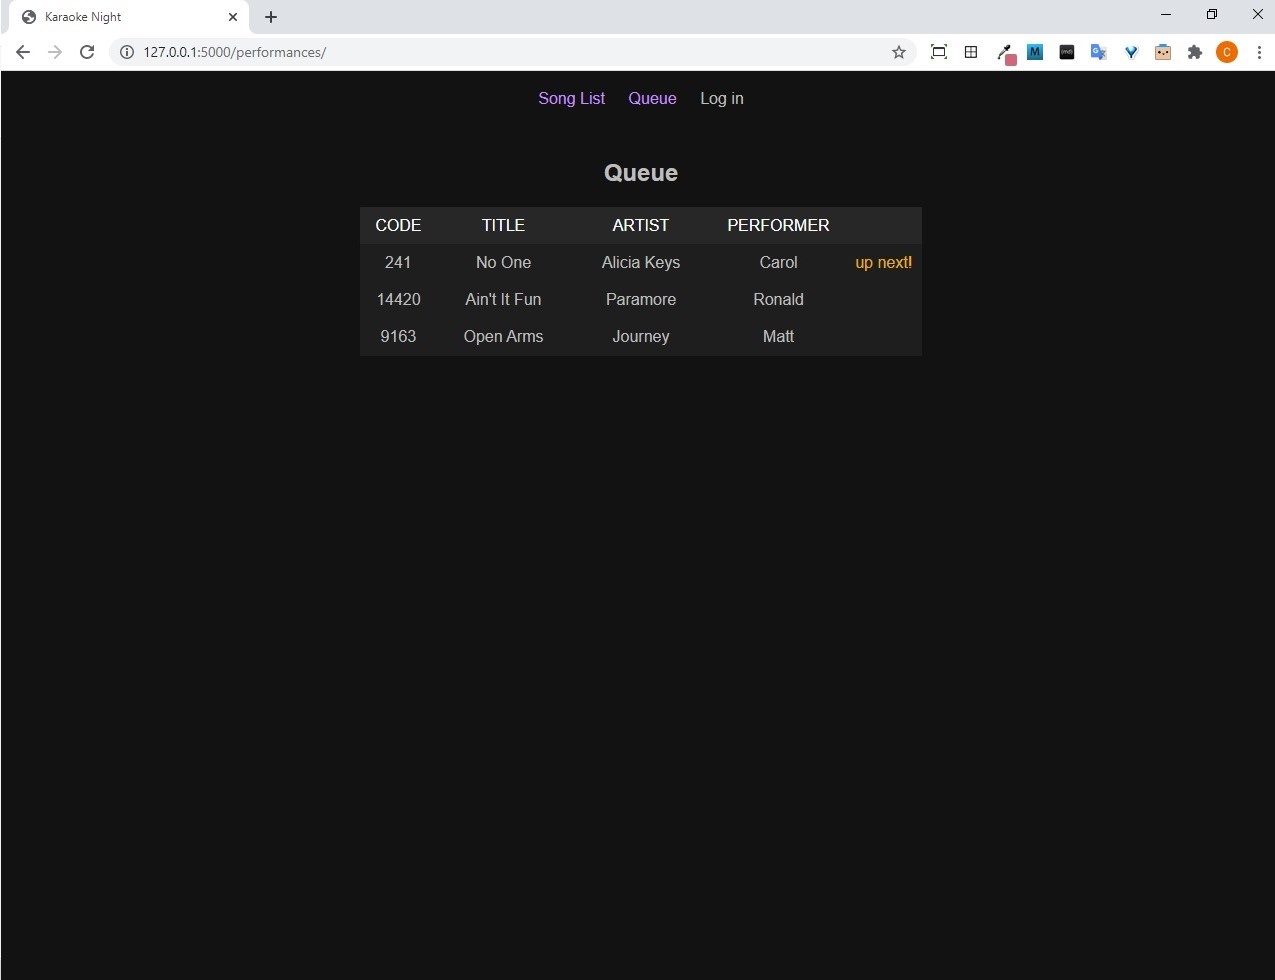 Karaoke Night
127.0.0.1:5000/performances/
M
C
Song List Queue Log in
Queue
CODE TITLE ARTIST PERFORMER
241 No One Alicia Keys Carol up next!
14420 Ain't It Fun Paramore Ronald
9163 Open Arms Journey Matt